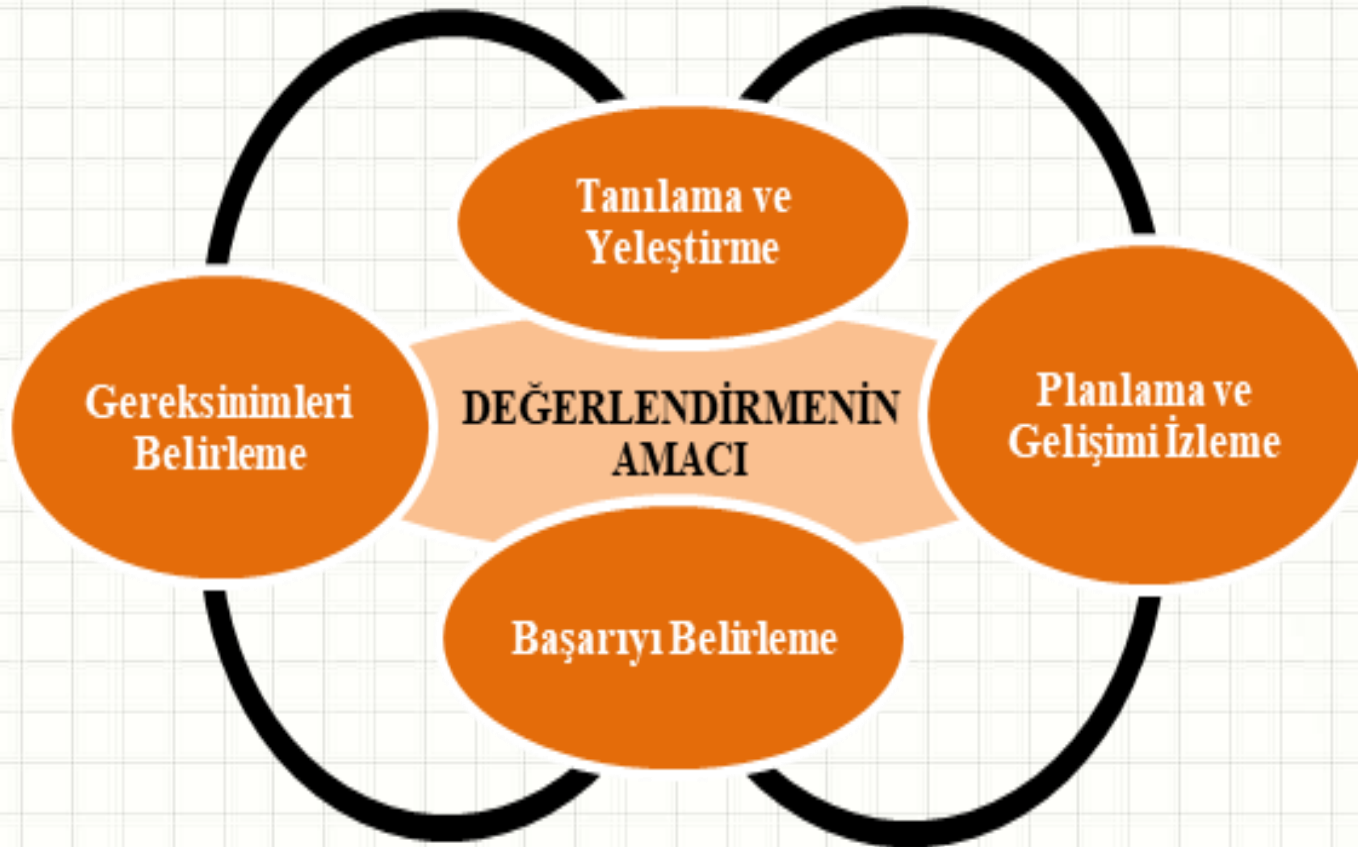 Tanılama ve
Yeleştirme
Gereksinimleri
Belirleme
DEĞERLENDİRMENİN
AMACI
Planlama ve
Gelişimi İzleme
Başarıyı Belirleme